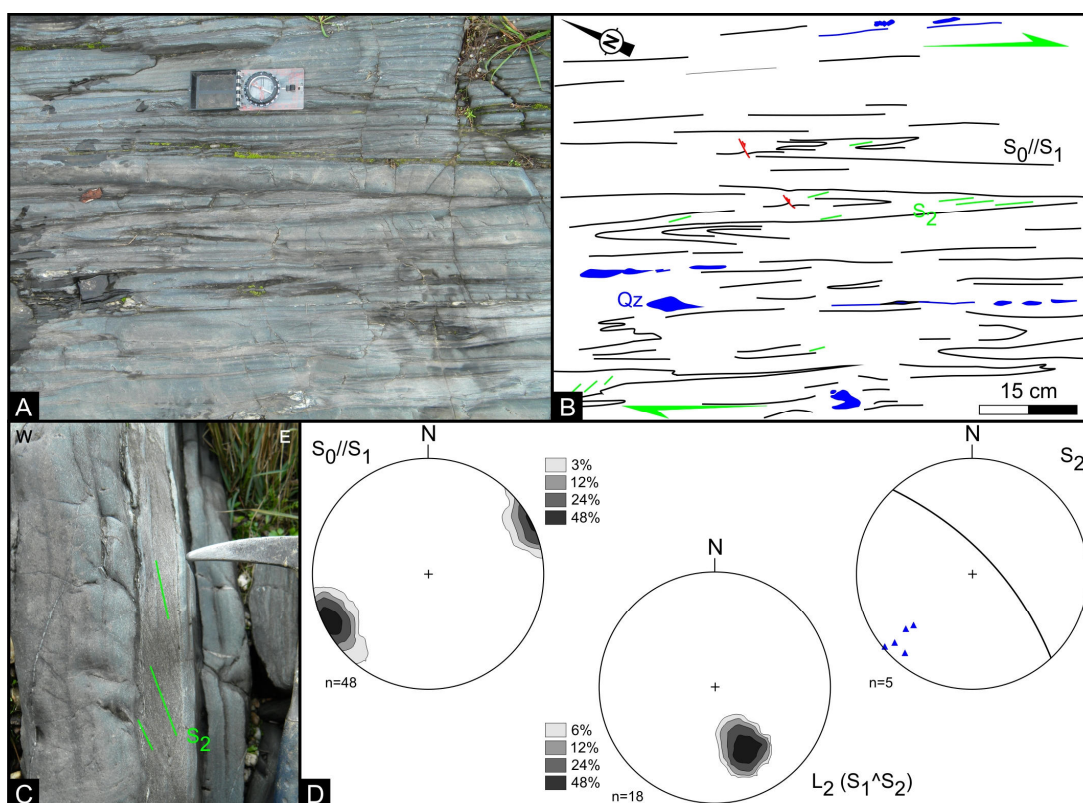 A
N
S0//S1
S2
Qz
15 cm
B
W
E
S2
C
D
S0//S1
N
3%
12%
24%
48%
n=48
N
6%
12%
24%
48%
n=18
L2 (S1^S2)
N
S2
n=5